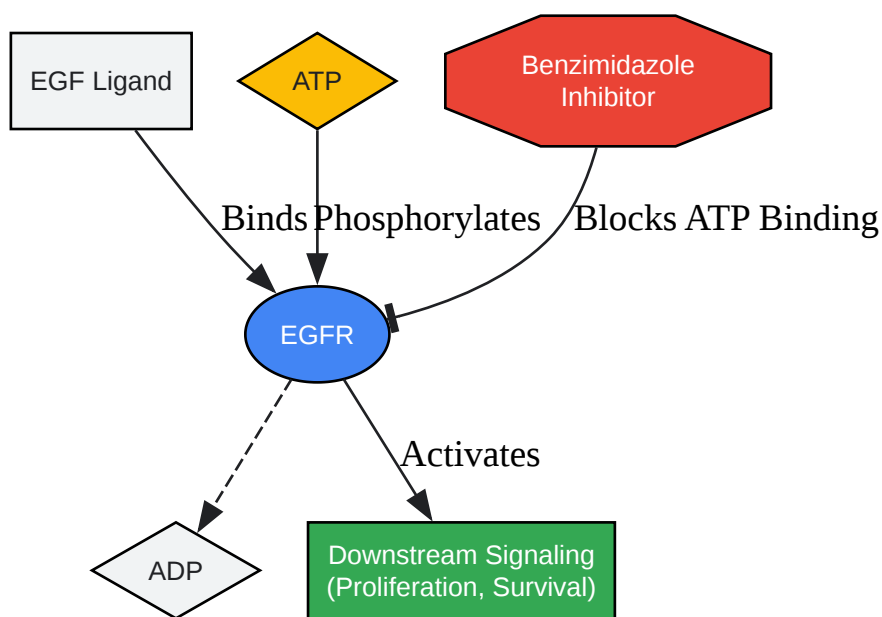 EGF Ligand
ATP
Benzimidazole
Inhibitor
Binds
Phosphorylates
Blocks ATP Binding
EGFR
Activates
ADP
Downstream Signaling
(Proliferation, Survival)